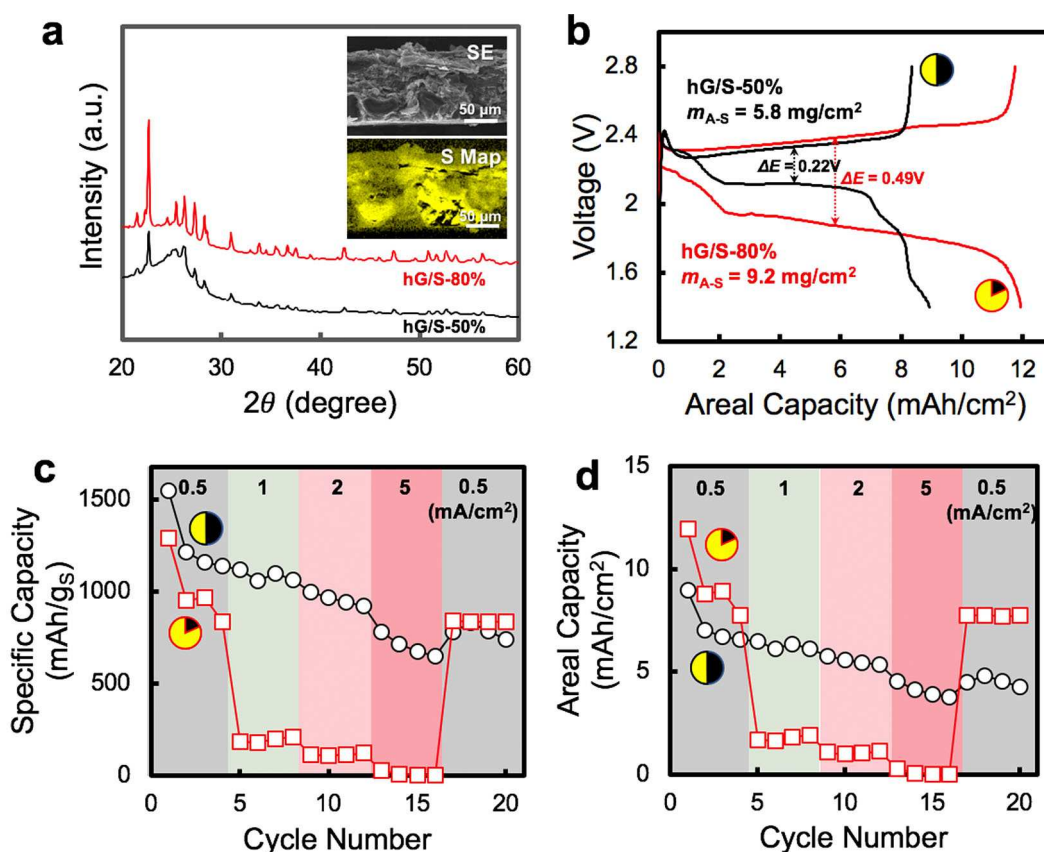 a
SE
50 μm
S Map
50 μm
hG/S-80%
hG/S-50%
Intensity (a.u.)
20 30 40 50 60
2θ (degree)
b
hG/S-50%
mA-S = 5.8 mg/cm²
ΔE = 0.22V
ΔE = 0.49V
hG/S-80%
mA-S = 9.2 mg/cm²
Voltage (V)
2.8
2.4
2
1.6
1.2
0 2 4 6 8 10 12
Areal Capacity (mAh/cm²)
c
0.5 1 2 5 0.5
(mA/cm²)
Specific Capacity
(mAh/gS)
1500
1000
500
0
0 5 10 15 20
Cycle Number
d
0.5 1 2 5 0.5
(mA/cm²)
Areal Capacity
(mAh/cm²)
15
10
5
0
0 5 10 15 20
Cycle Number